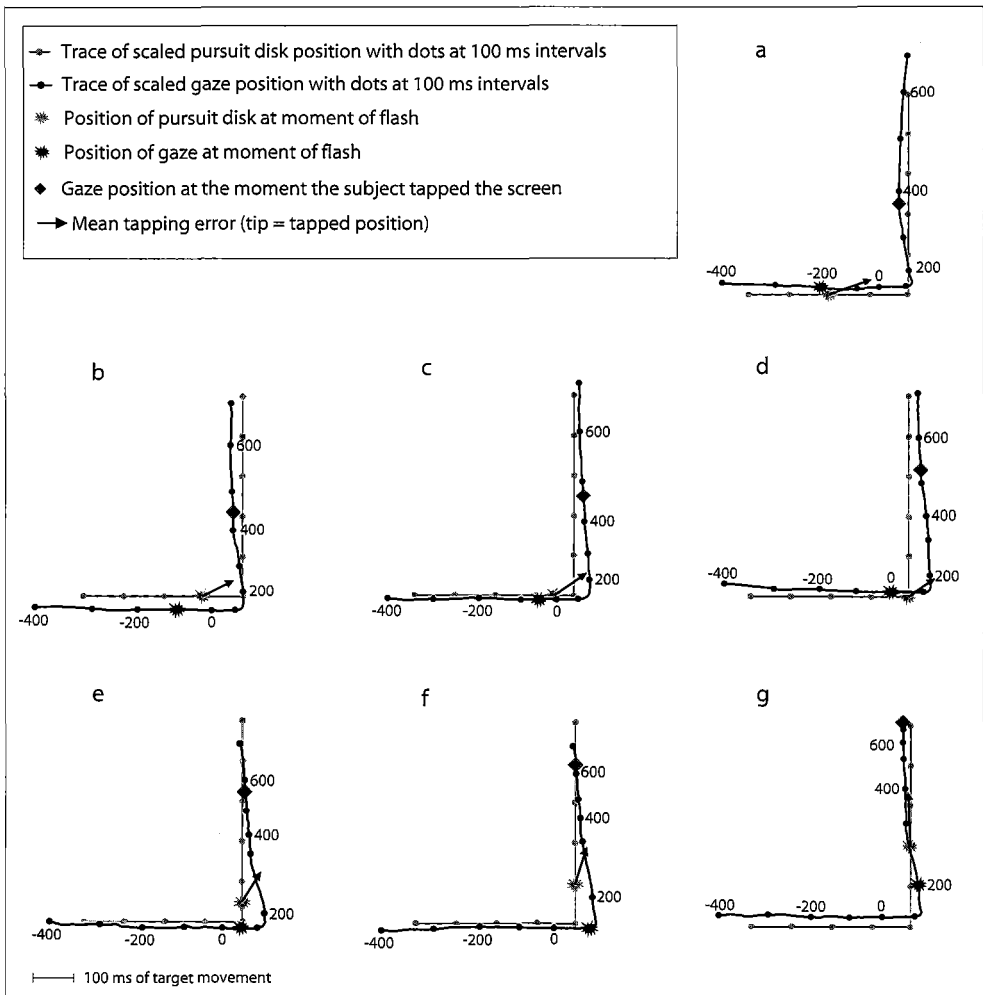 Trace of scaled pursuit disk position with dots at 100 ms intervals
Trace of scaled gaze position with dots at 100 ms intervals
Position of pursuit disk at moment of flash
Position of gaze at moment of flash
Gaze position at the moment the subject tapped the screen
Mean tapping error (tip = tapped position)
a
600
400
200
-400 -200 0
b
600
400
200
-400 -200 0
c
600
400
200
-400 -200 0
d
600
400
200
-400 -200 0
e
600
400
200
-400 -200 0
f
600
400
200
-400 -200 0
g
600
400
200
-400 -200 0
100 ms of target movement